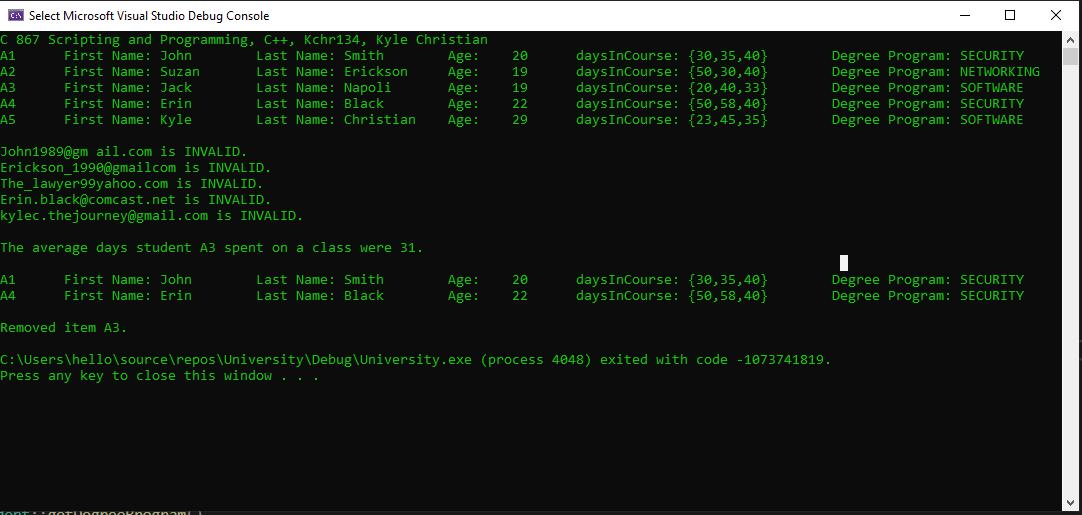 Select Microsoft Visual Studio Debug Console
C 867 Scripting and Programming, C++, Kchr134, Kyle Christian
A1 First Name: John Last Name: Smith Age: 20 daysInCourse: {30,35,40} Degree Program: SECURITY
A2 First Name: Suzan Last Name: Erickson Age: 19 daysInCourse: {50,30,40} Degree Program: NETWORKING
A3 First Name: Jack Last Name: Napoli Age: 19 daysInCourse: {20,40,33} Degree Program: SOFTWARE
A4 First Name: Erin Last Name: Black Age: 22 daysInCourse: {50,58,40} Degree Program: SECURITY
A5 First Name: Kyle Last Name: Christian Age: 29 daysInCourse: {23,45,35} Degree Program: SOFTWARE
John1989@gm ail.com is INVALID.
Erickson_1990@gmailcom is INVALID.
The_lawyer99yahoo.com is INVALID.
Erin.black@comcast.net is INVALID.
kylec.thejourney@gmail.com is INVALID.
The average days student A3 spent on a class were 31.
A1 First Name: John Last Name: Smith Age: 20 daysInCourse: {30,35,40} Degree Program: SECURITY
A4 First Name: Erin Last Name: Black Age: 22 daysInCourse: {50,58,40} Degree Program: SECURITY
Removed item A3.
C:\Users\hello\source\repos\University\Debug\University.exe (process 4048) exited with code -1073741819.
Press any key to close this window . . .